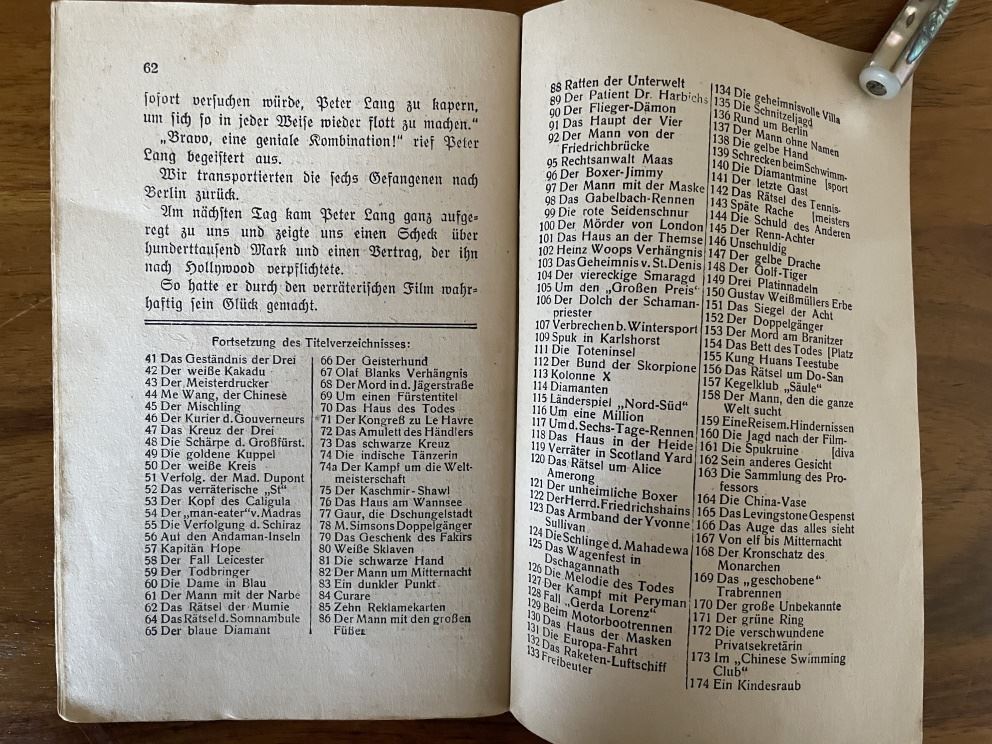 62
sofort versuchen würde, Peter Lang zu kapern,
um sich so in jeder Weise wieder flott zu machen.“
„Bravo, eine geniale Kombination!“ rief Peter
Lang begeistert aus.
Wir transportierten die sechs Gefangenen nach
Berlin zurück.
Am nächsten Tag kam Peter Lang ganz aufge-
regt zu uns und zeigte uns einen Scheck über
hunderttausend Mark und einen Vertrag, der ihn
nach Hollywood verpflichtete.
So hatte er durch den verräterischen Film wahr-
haftig sein Glück gemacht.
Fortsetzung des Titelverzeichnisses:
41 Das Geständnis der Drei
42 Der weiße Kakadu
43 Der Meisterdrucker
44 Me Wang, der Chinese
45 Der Mischling
46 Der Kurier d. Gouverneurs
47 Das Kreuz der Drei
48 Die Schärpe d. Großfürst.
49 Die goldene Kuppel
50 Der weiße Kreis
51 Verfolg. der Mad. Dupont
52 Das verräterische „St“
53 Der Kopf des Caligula
54 Der „man-eater“ v. Madras
55 Die Verfolgung d. Schiraz
56 Auf den Andaman-Inseln
57 Kapitän Hope
58 Der Fall Leicester
59 Der Todbringer
60 Die Dame in Blau
61 Der Mann mit der Narbe
62 Das Rätsel der Mumie
64 Das Rätsel d. Somnambule
65 Der blaue Diamant
66 Der Geisterhund
67 Olaf Blanks Verhängnis
68 Der Mord in d. Jägerstraße
69 Um einen Fürstentitel
70 Das Haus des Todes
71 Der Kongreß zu Le Havre
72 Das Amulett des Händlers
73 Das schwarze Kreuz
74 Die indische Tänzerin
74a Der Kampf um die Welt-
meisterschaft
75 Der Kaschmir-Shawl
76 Das Haus am Wannsee
77 Gaur, die Dschungelstadt
78 M. Simsons Doppelgänger
79 Das Geschenk des Fakirs
80 Weiße Sklaven
81 Die schwarze Hand
82 Der Mann um Mitternacht
83 Ein dunkler Punkt
84 Curare
85 Zehn Reklamekarten
86 Der Mann mit den großen
Füßen
88 Ratten der Unterwelt
89 Der Patient Dr. Harbichs
90 Der Flieger-Dämon
91 Das Haupt der Vier
92 Der Mann von der
Friedrichbrücke
95 Rechtsanwalt Maas
96 Der Boxer-Jimmy
97 Der Mann mit der Maske
98 Das Gabelbach-Rennen
99 Die rote Seidenschnur
100 Der Mörder von London
101 Das Haus an der Themse
102 Heinz Woops Verhängnis
103 Das Geheimnis v. St. Denis
104 Der viereckige Smaragd
105 Um den „Großen Preis“
106 Der Dolch der Schaman-
priester
107 Verbrechen b. Wintersport
109 Spuk in Karlshorst
111 Die Toteninsel
112 Der Bund der Skorpione
113 Kolonne X
114 Diamanten
115 Länderspiel „Nord-Süd“
116 Um eine Million
117 Um d. Sechs-Tage-Rennen
118 Das Haus in der Heide
119 Verräter in Scotland Yard
120 Das Rätsel um Alice
Amerong
121 Der unheimliche Boxer
122 Der Herr d. Friedrichshains
123 Das Armband der Yvonne
Sullivan
124 Die Schlinge d. Mahadewa
125 Das Wagenfest in
Dschagannath
126 Die Melodie des Todes
127 Der Kampf mit Peryman
128 Fall „Gerda Lorenz“
129 Beim Motorbootrennen
130 Das Haus der Masken
131 Die Europa-Fahrt
132 Das Raketen-Luftschiff
133 Freibeuter
134 Die geheimnisvolle Villa
135 Die Schnitzeljagd
136 Rund um Berlin
137 Der Mann ohne Namen
138 Die gelbe Hand
139 Schrecken beim Schwimm-
140 Die Diamantmine [sport
141 Der letzte Gast
142 Das Rätsel des Tennis-
143 Späte Rache [meisters
144 Die Schuld des Anderen
145 Der Renn-Achter
146 Unschuldig
147 Der gelbe Drache
148 Der Golf-Tiger
149 Drei Platinnadeln
150 Gustav Weißmüllers Erbe
151 Das Siegel der Acht
152 Der Doppelgänger
153 Der Mord am Branitzer
154 Das Bett des Todes [Platz
155 Kung Huans Teestube
156 Das Rätsel um Do-San
157 Kegelklub „Säule“
158 Der Mann, den die ganze
Welt sucht
159 Eine Reise m. Hindernissen
160 Die Jagd nach der Film-
161 Die Spukruine [diva
162 Sein anderes Gesicht
163 Die Sammlung des Pro-
fessors
164 Die China-Vase
165 Das Levingstone Gespenst
166 Das Auge das alles sieht
167 Von elf bis Mitternacht
168 Der Kronschatz des
Monarchen
169 Das „geschobene“
Trabrennen
170 Der große Unbekannte
171 Der grüne Ring
172 Die verschwundene
Privatsekretärin
173 Im „Chinese Swimming
Club“
174 Ein Kindesraub